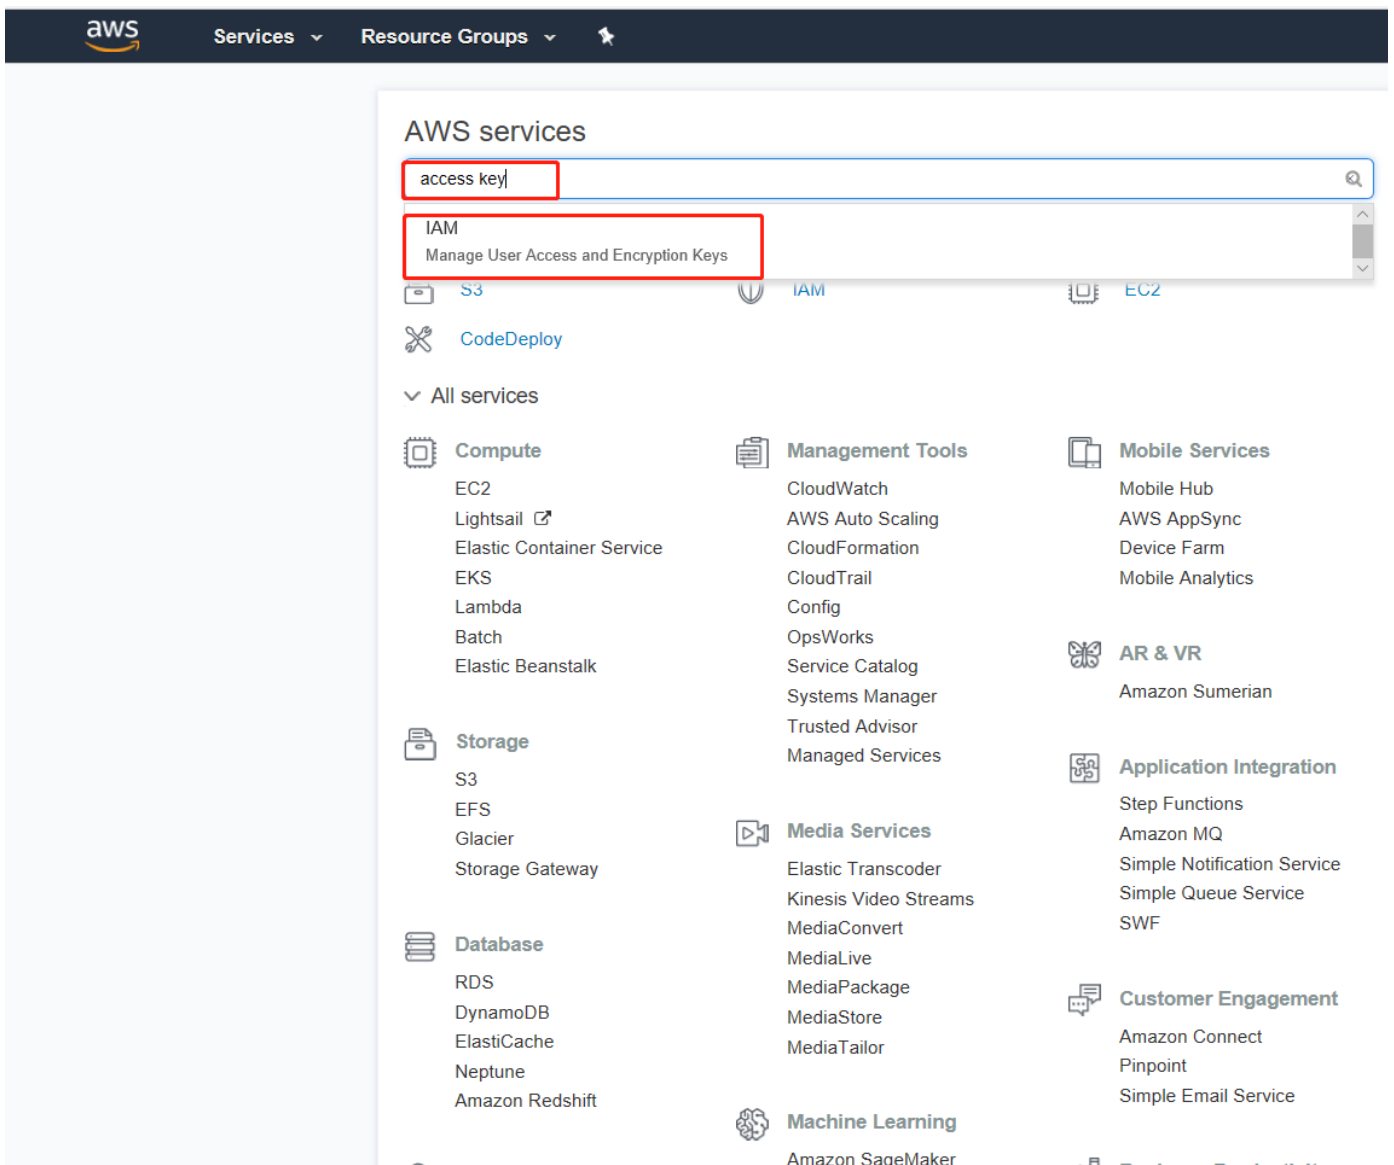 aws
Services
Resource Groups
AWS services
access key
IAM
Manage User Access and Encryption Keys
S3
IAM
EC2
CodeDeploy
All services
Compute
EC2
Lightsail
Elastic Container Service
EKS
Lambda
Batch
Elastic Beanstalk
Storage
S3
EFS
Glacier
Storage Gateway
Database
RDS
DynamoDB
ElastiCache
Neptune
Amazon Redshift
Management Tools
CloudWatch
AWS Auto Scaling
CloudFormation
CloudTrail
Config
OpsWorks
Service Catalog
Systems Manager
Trusted Advisor
Managed Services
Media Services
Elastic Transcoder
Kinesis Video Streams
MediaConvert
MediaLive
MediaPackage
MediaStore
MediaTailor
Machine Learning
Amazon SageMaker
Mobile Services
Mobile Hub
AWS AppSync
Device Farm
Mobile Analytics
AR & VR
Amazon Sumerian
Application Integration
Step Functions
Amazon MQ
Simple Notification Service
Simple Queue Service
SWF
Customer Engagement
Amazon Connect
Pinpoint
Simple Email Service